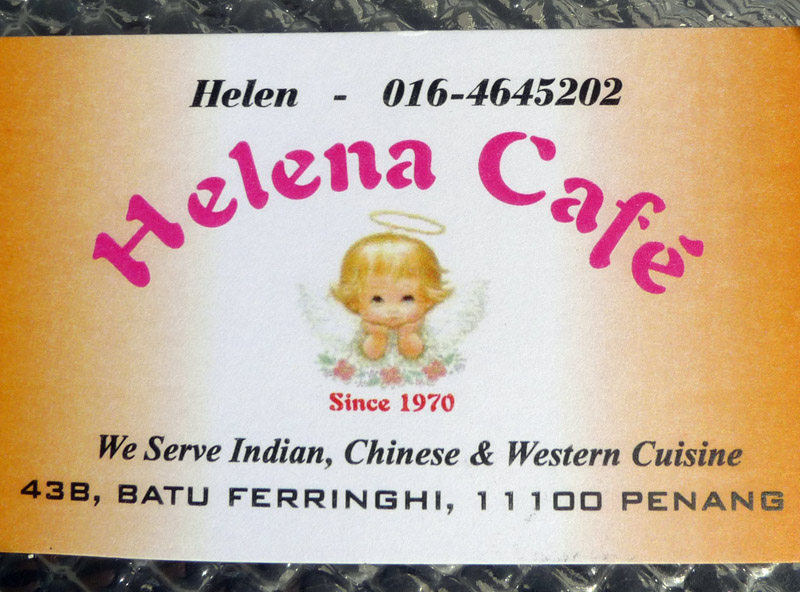 Helen - 016-4645202
Helena Café
Since 1970
We Serve Indian, Chinese & Western Cuisine
43B, BATU FERRINGHI, 11100 PENANG